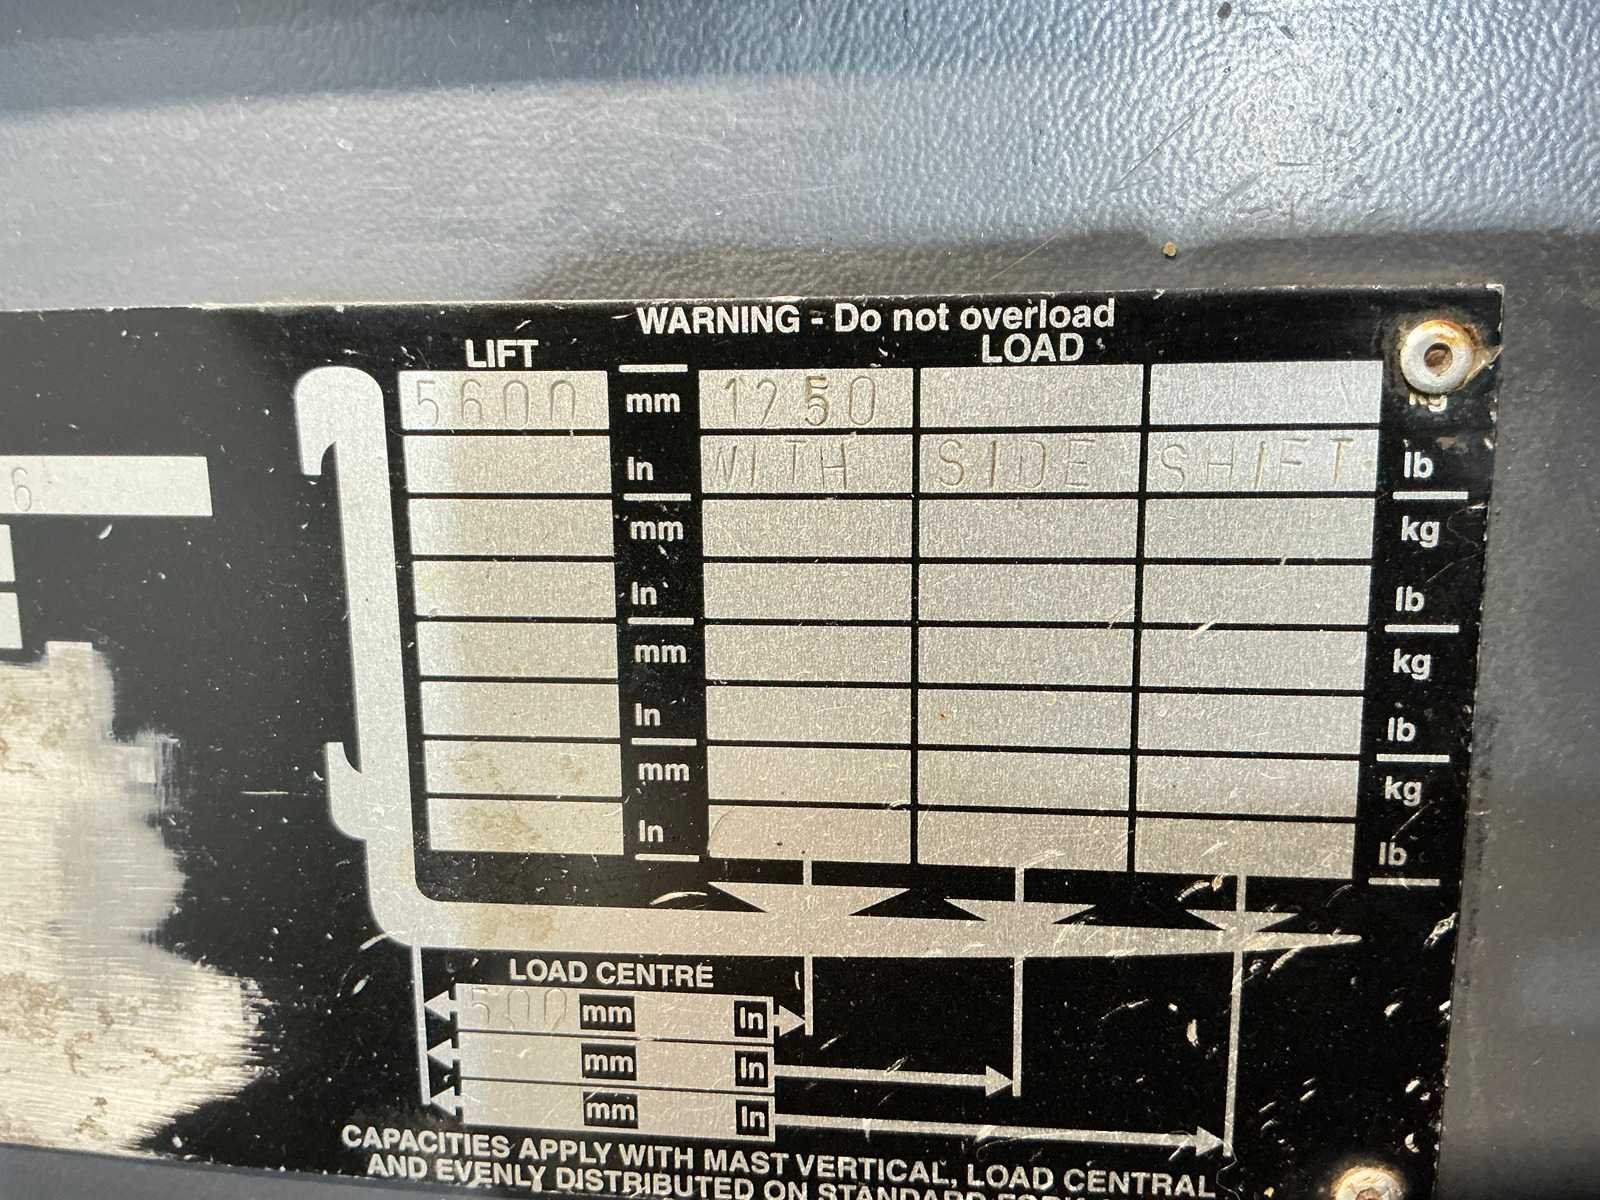 WARNING - Do not overload
LIFT LOAD
5600 mm 1250 kg
In WITH SIDE SHIFT lb
6
mm kg
In lb
mm kg
In lb
mm kg
In lb
LOAD CENTRE
500 mm In
mm In
mm In
CAPACITIES APPLY WITH MAST VERTICAL, LOAD CENTRAL
AND EVENLY DISTRIBUTED ON STANDARD